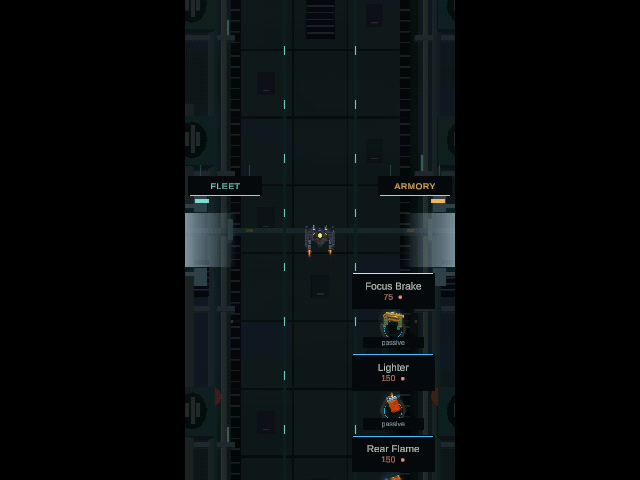 FLEET
ARMORY
Focus Brake
75
passive
Lighter
150
passive
Rear Flame
150